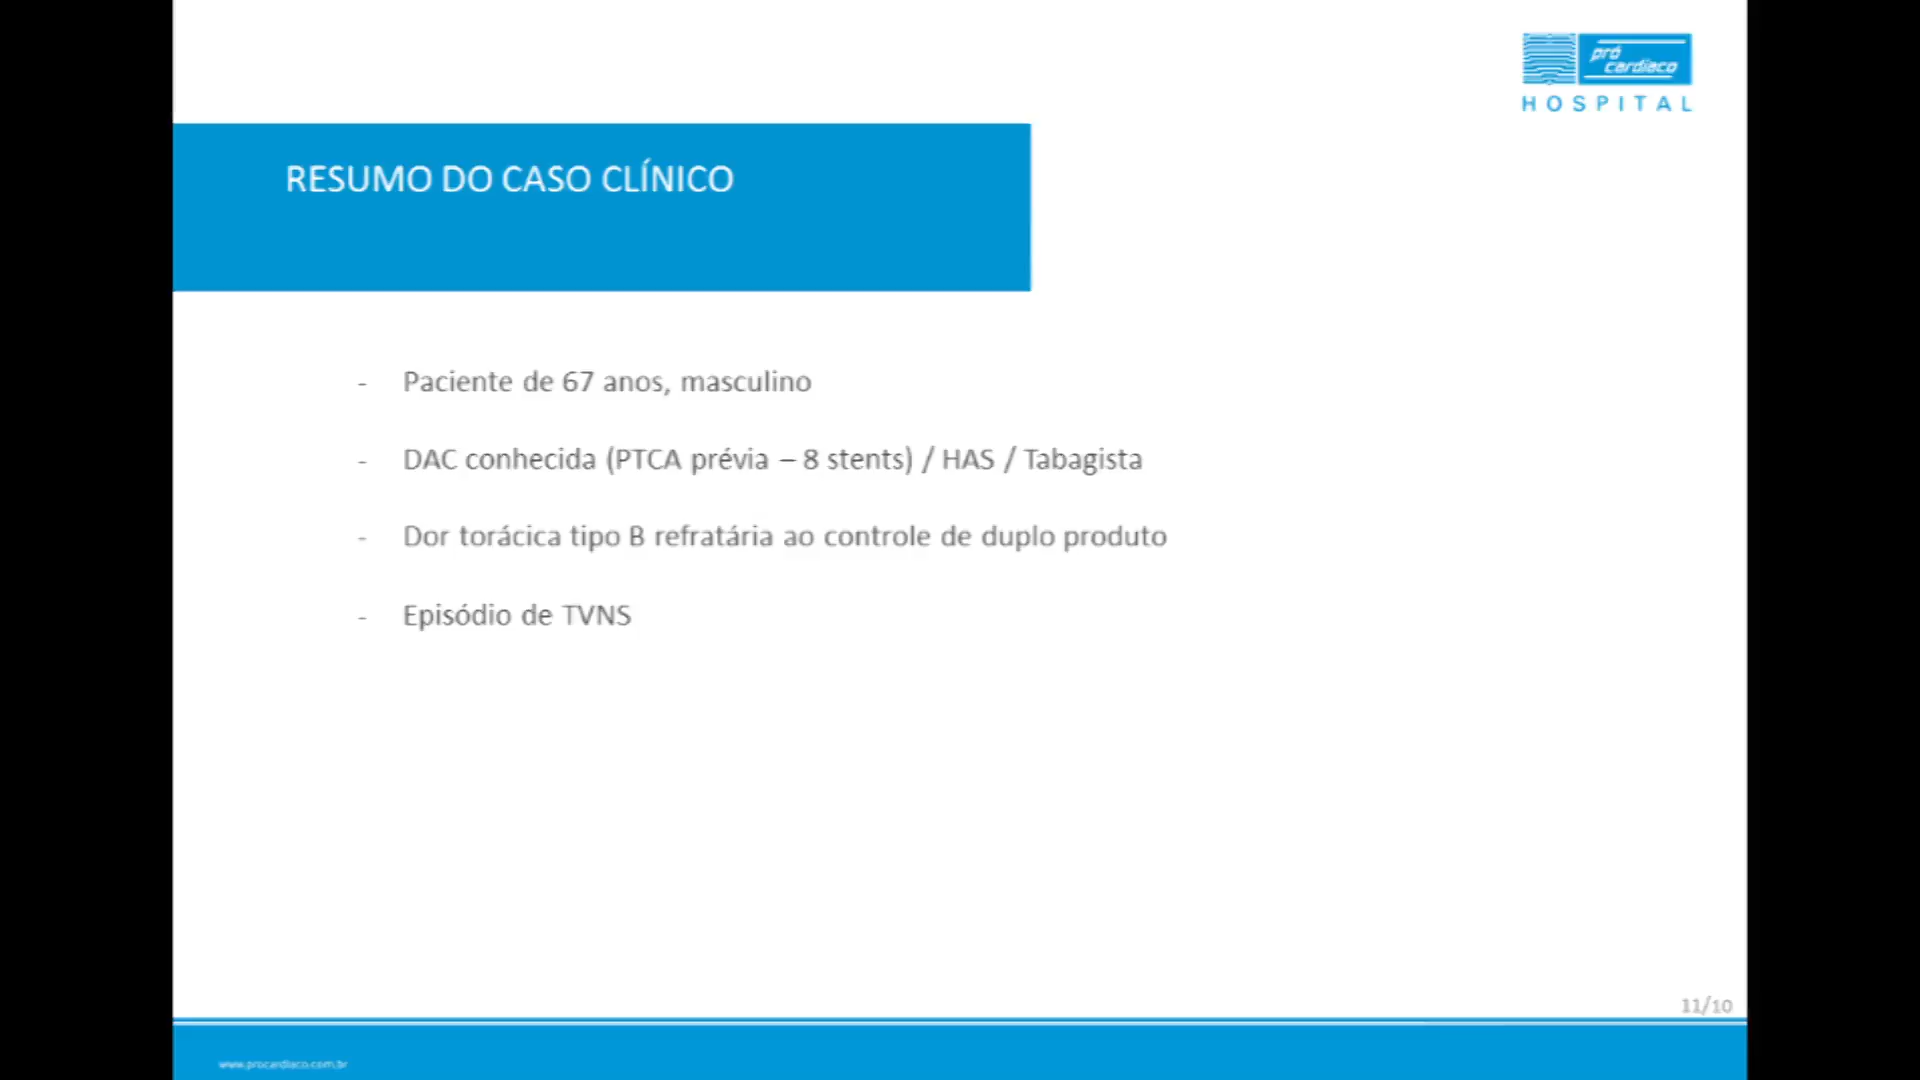 pró
cardíaco
HOSPITAL
RESUMO DO CASO CLÍNICO
- Paciente de 67 anos, masculino
- DAC conhecida (PTCA prévia – 8 stents) / HAS / Tabagista
- Dor torácica tipo B refratária ao controle de duplo produto
- Episódio de TVNS
11/10
www.procardiaco.com.br